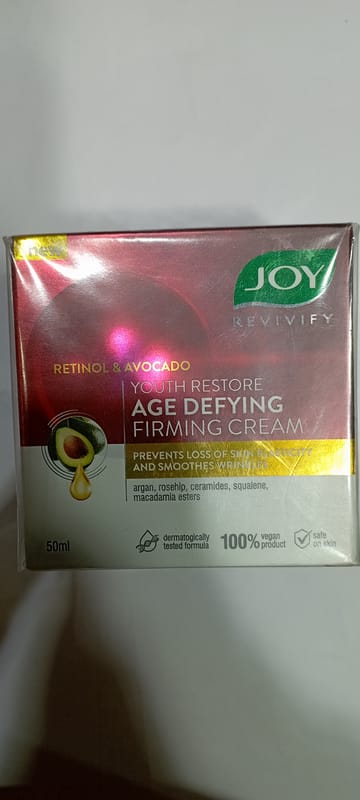 new
JOY
REVIVIFY
RETINOL & AVOCADO
YOUTH RESTORE
AGE DEFYING
FIRMING CREAM
PREVENTS LOSS OF SKIN
AND SMOOTHES WRINKLES
argan, rosehip, ceramides, squalene,
macadamia esters
50ml
dermatologically
tested formula
100% vegan
product
safe
on skin